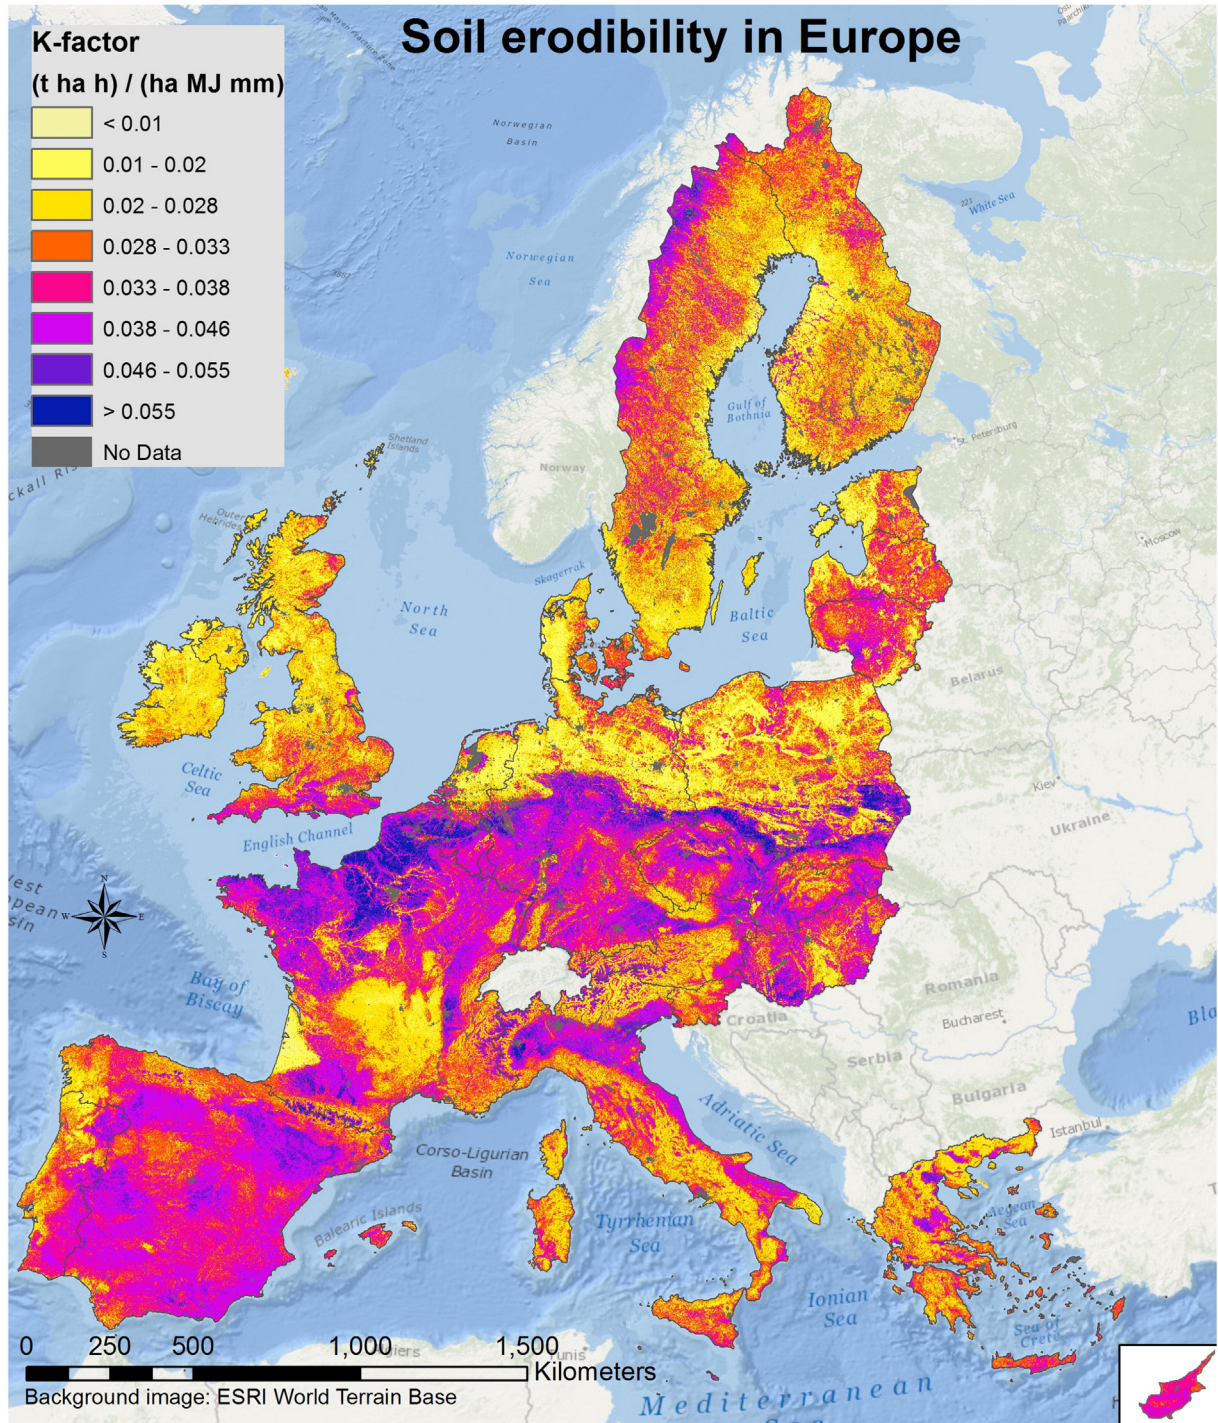 Soil erodibility in Europe
K-factor
(t ha h) / (ha MJ mm)
< 0.01
0.01 - 0.02
0.02 - 0.028
0.028 - 0.033
0.033 - 0.038
0.038 - 0.046
0.046 - 0.055
> 0.055
No Data
Norwegian
Basin
White Sea
Norwegian
Sea
Gulf of
Bothnia
St. Petersburg
Shetland
Islands
Norway
Outer
Hebrides
Moscow
Skagerrak
North
Sea
Baltic
Sea
Belarus
Celtic
Sea
Kiev
English Channel
Ukraine
N
W
E
S
Bay of
Biscay
Romania
Croatia
Bucharest
Serbia
Bulgaria
Adriatic Sea
Istanbul
Corso-Ligurian
Basin
Balearic Islands
Tyrrhenian
Sea
Aegean
Sea
Ionian
Sea
Sea of
Crete
0 250 500 1,000 1,500
Kilometers
Background image: ESRI World Terrain Base
Mediterranean